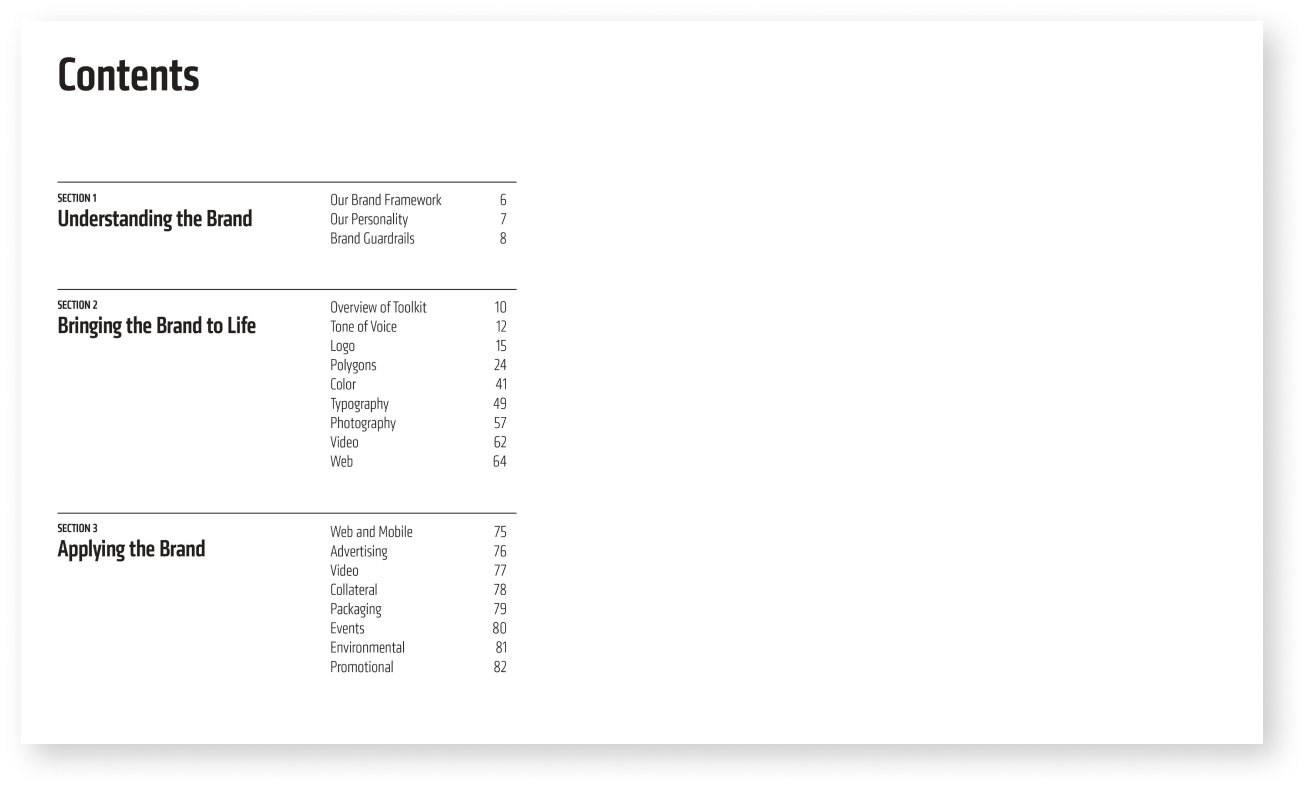 Contents
SECTION 1
Understanding the Brand
Our Brand Framework 6
Our Personality 7
Brand Guardrails 8
SECTION 2
Bringing the Brand to Life
Overview of Toolkit 10
Tone of Voice 12
Logo 15
Polygons 24
Color 41
Typography 49
Photography 57
Video 62
Web 64
SECTION 3
Applying the Brand
Web and Mobile 75
Advertising 76
Video 77
Collateral 78
Packaging 79
Events 80
Environmental 81
Promotional 82